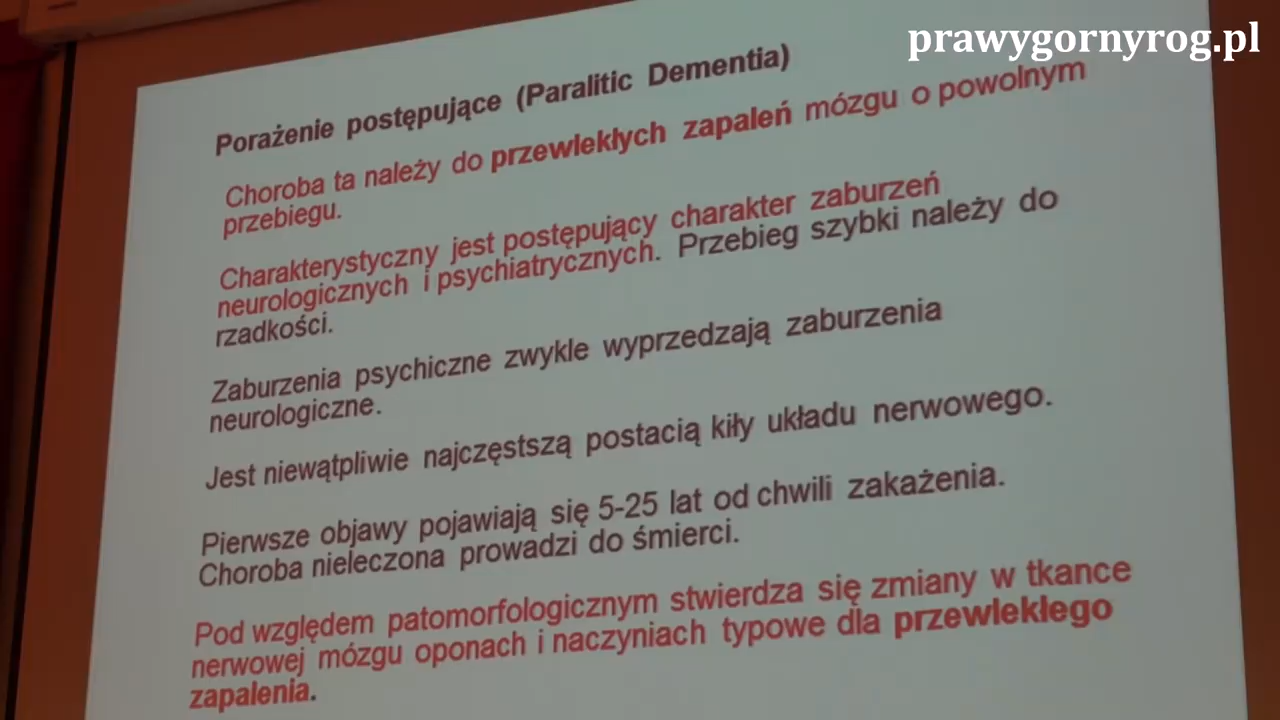 prawygornyrog.pl
Porażenie postępujące (Paralitic Dementia)
Choroba ta należy do przewlekłych zapaleń mózgu o powolnym
przebiegu.
Charakterystyczny jest postępujący charakter zaburzeń
neurologicznych i psychiatrycznych. Przebieg szybki należy do
rzadkości.
Zaburzenia psychiczne zwykle wyprzedzają zaburzenia
neurologiczne.
Jest niewątpliwie najczęstszą postacią kiły układu nerwowego.
Pierwsze objawy pojawiają się 5-25 lat od chwili zakażenia.
Choroba nieleczona prowadzi do śmierci.
Pod względem patomorfologicznym stwierdza się zmiany w tkance
nerwowej mózgu oponach i naczyniach typowe dla przewlekłego
zapalenia.